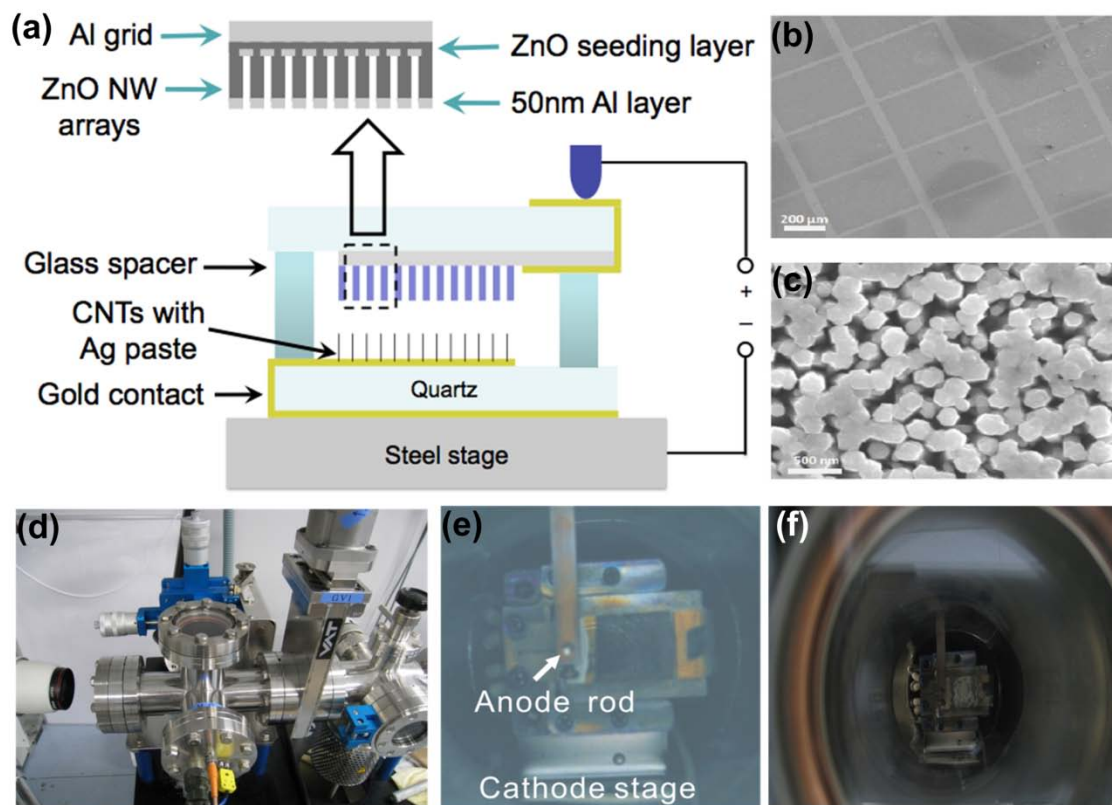 (a)
Al grid
ZnO seeding layer
ZnO NW
arrays
50nm Al layer
Glass spacer
CNTs with
Ag paste
Gold contact
Quartz
Steel stage
+
−
(b)
200 µm
(c)
500 nm
(d)
GV1
VAT
(e)
Anode rod
Cathode stage
(f)